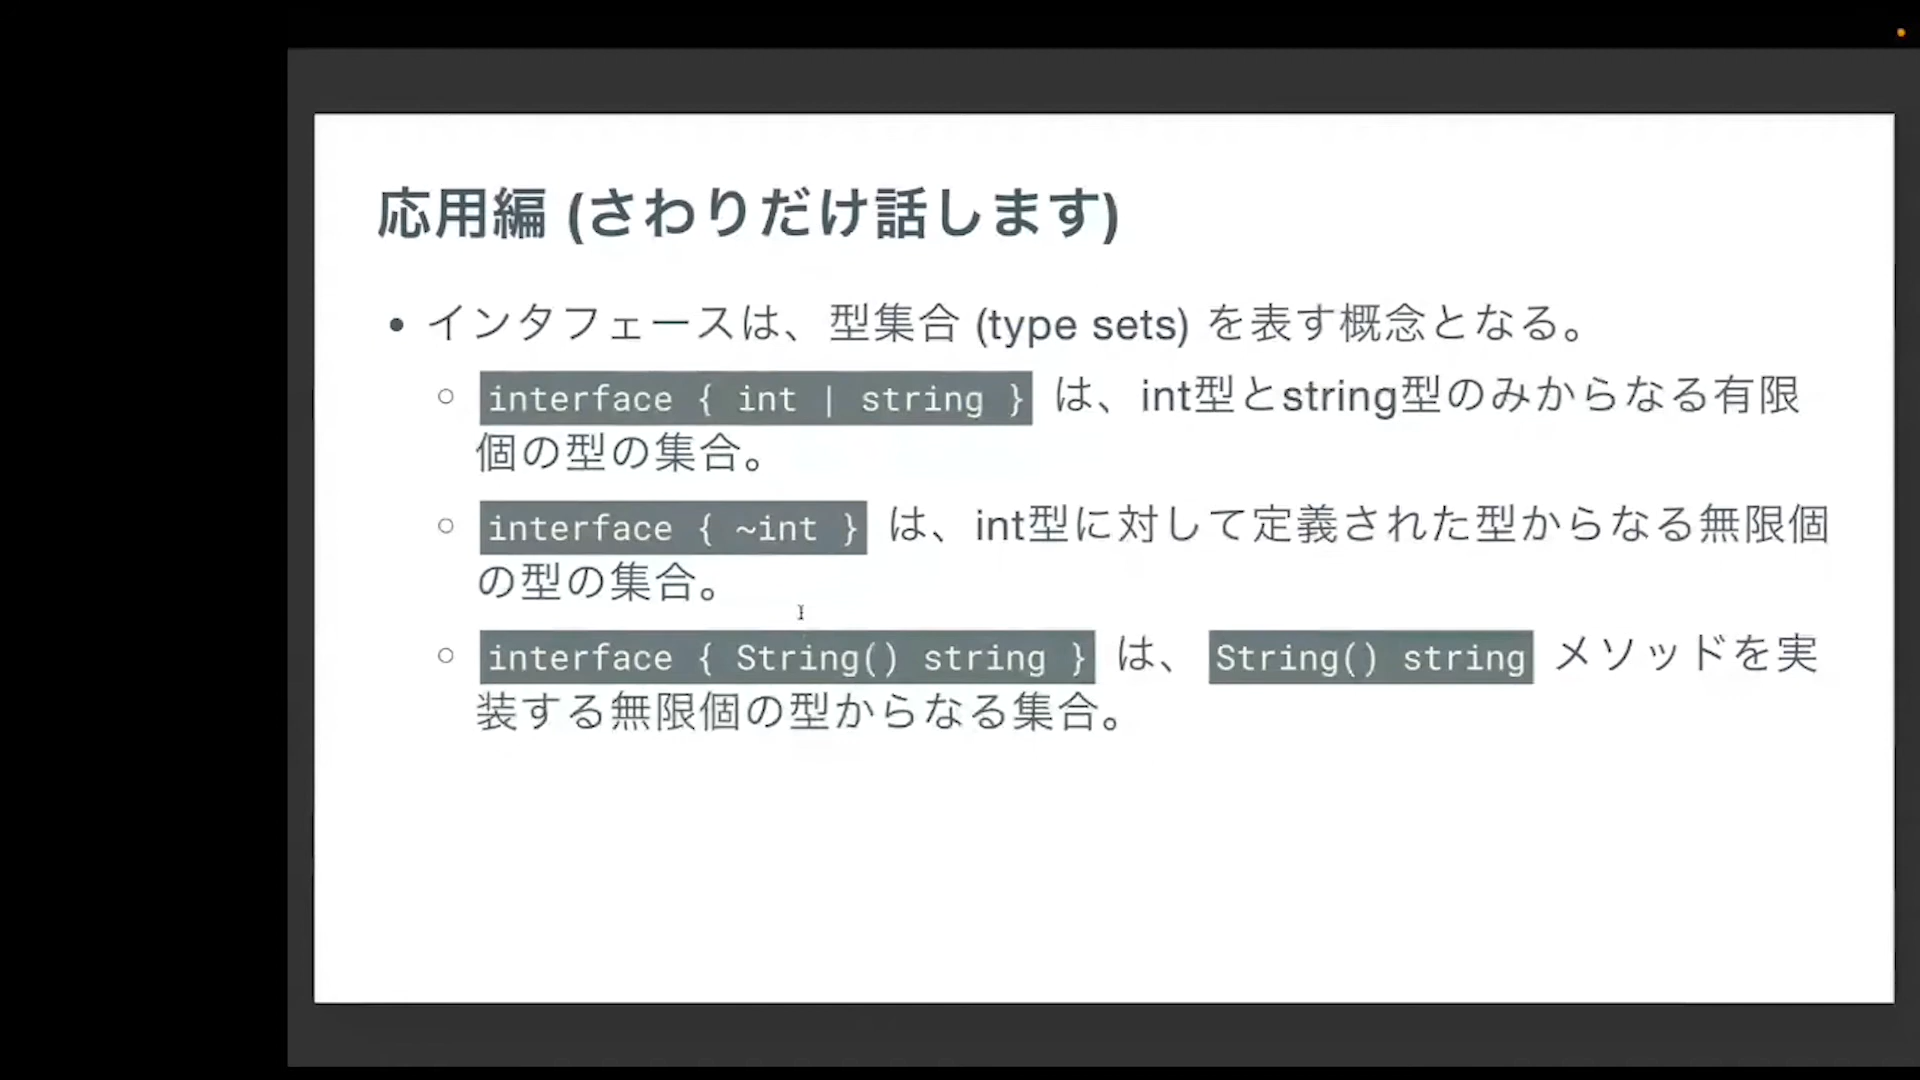 応用編 (さわりだけ話します)
• インタフェースは、型集合 (type sets) を表す概念となる。
○ interface { int | string } は、int型とstring型のみからなる有限
個の型の集合。
○ interface { ~int } は、int型に対して定義された型からなる無限個
の型の集合。
○ interface { String() string } は、 String() string メソッドを実
装する無限個の型からなる集合。